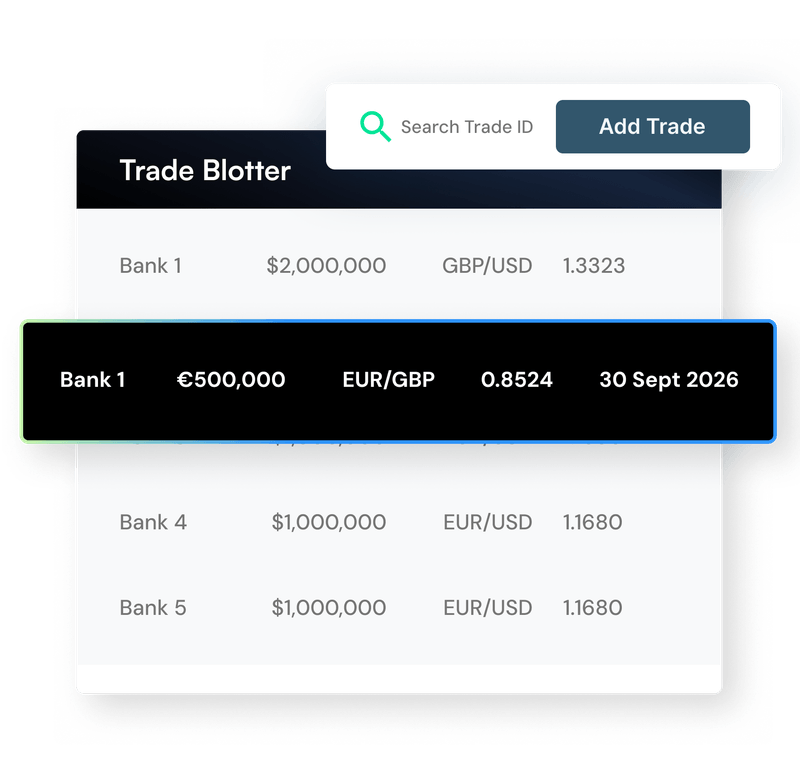 Search Trade ID Add Trade
Trade Blotter
Bank 1 $2,000,000 GBP/USD 1.3323
Bank 1 €500,000 EUR/GBP 0.8524 30 Sept 2026
Bank 4 $1,000,000 EUR/USD 1.1680
Bank 5 $1,000,000 EUR/USD 1.1680